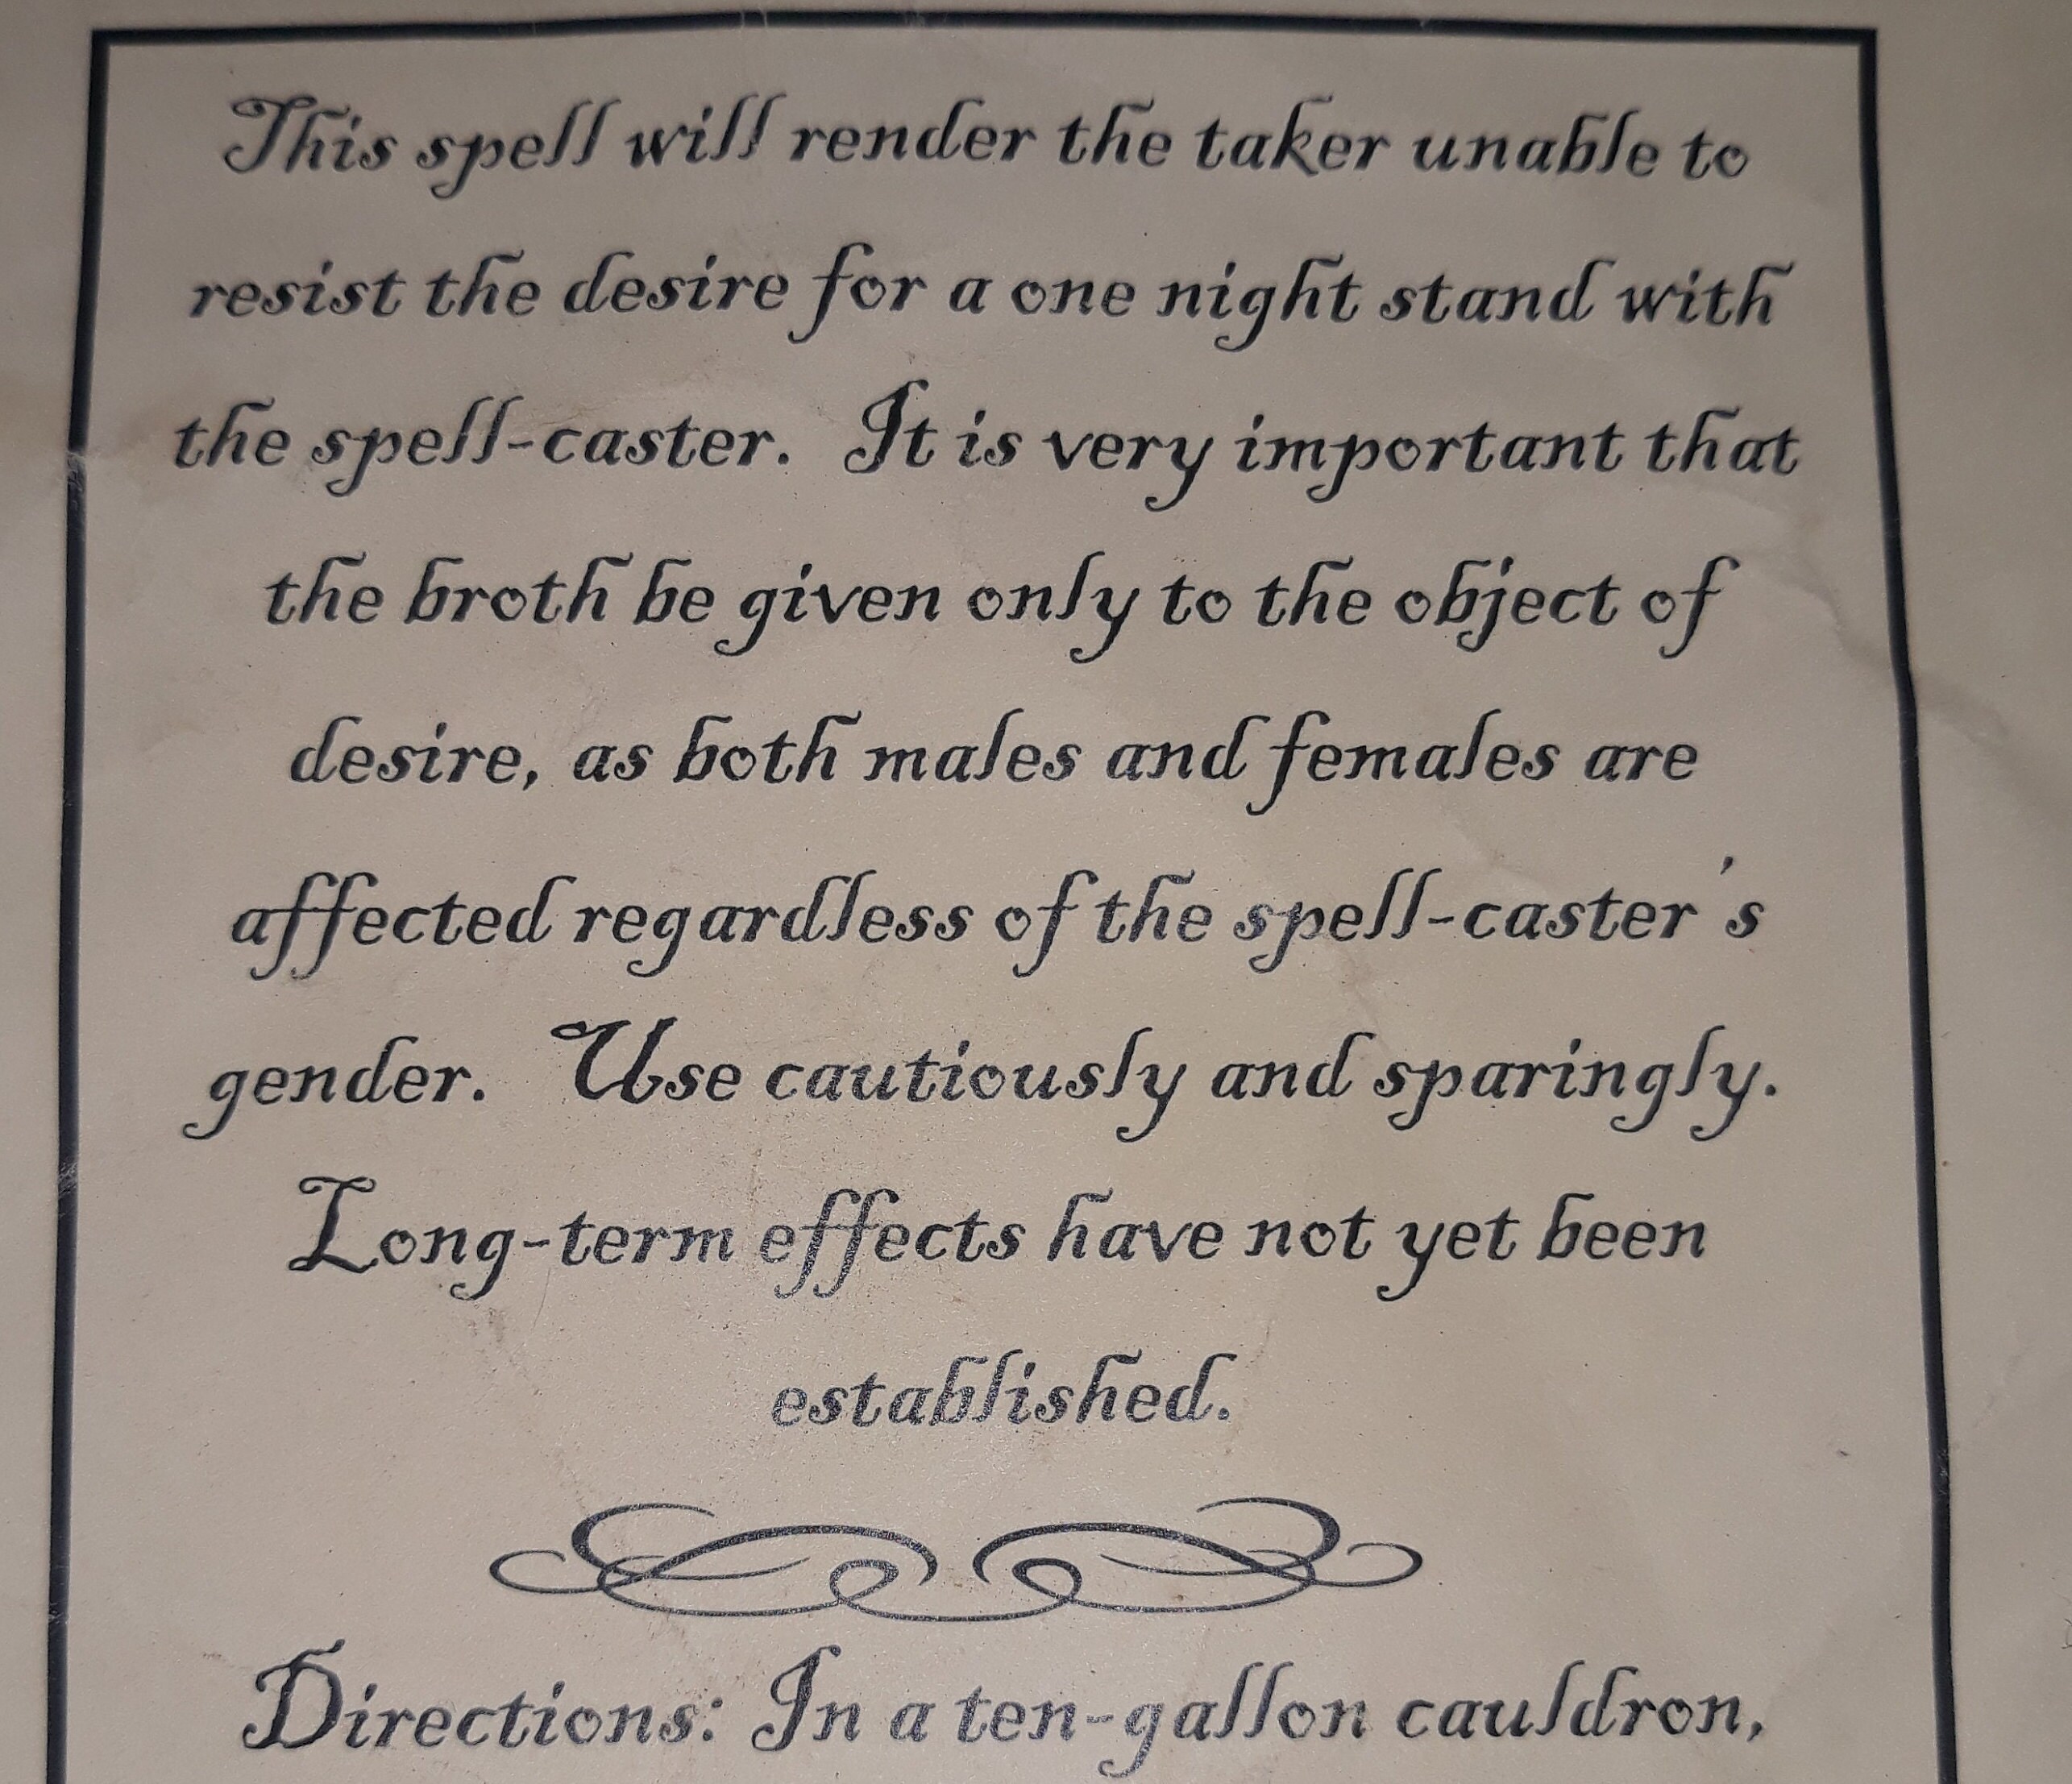 This spell will render the taker unable to
resist the desire for a one night stand with
the spell-caster. It is very important that
the broth be given only to the object of
desire, as both males and females are
affected regardless of the spell-caster's
gender. Use cautiously and sparingly.
Long-term effects have not yet been
established.
Directions: In a ten-gallon cauldron,